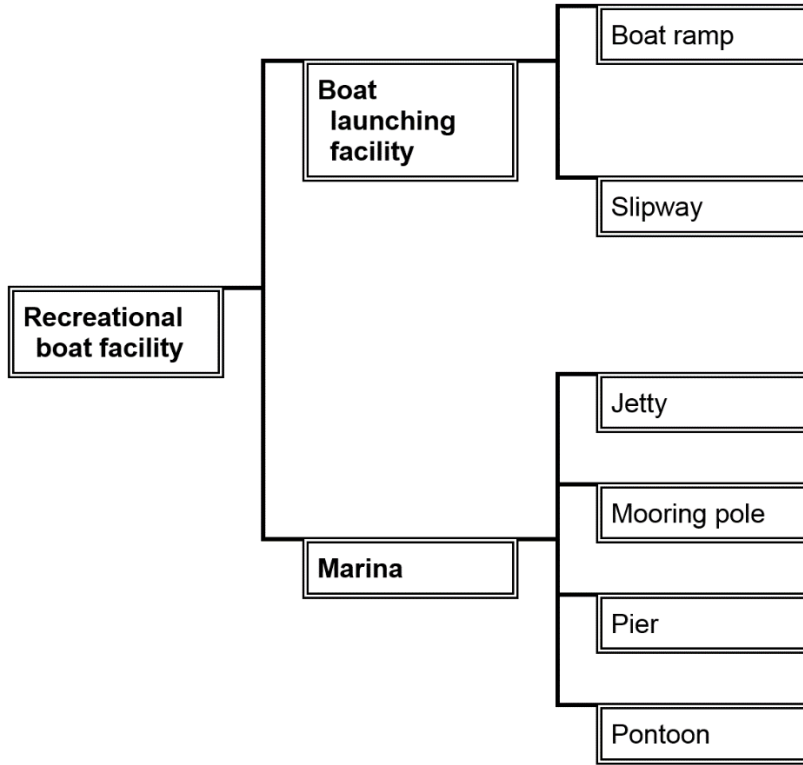 Boat ramp
Boat
launching
facility
Slipway
Recreational
boat facility
Jetty
Mooring pole
Marina
Pier
Pontoon